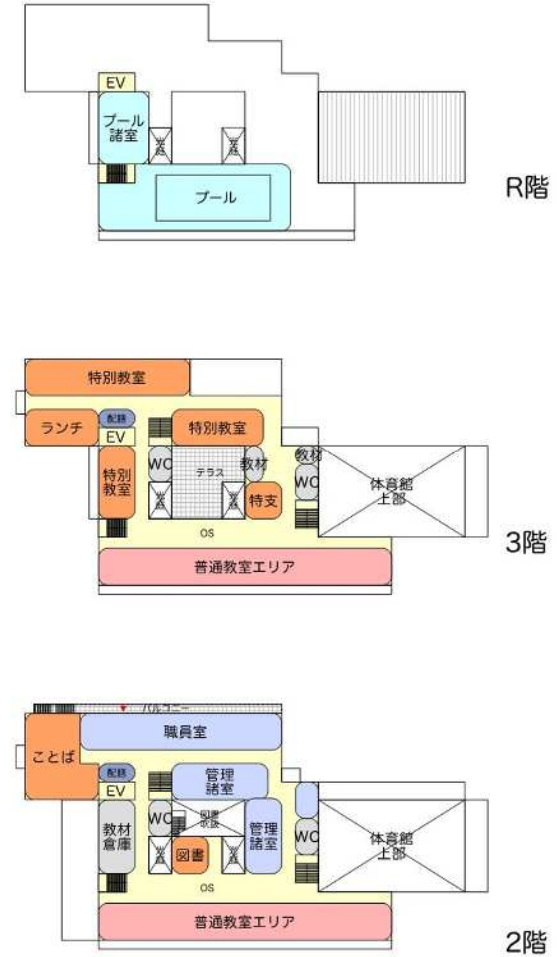 EV
プール
諸室
吹抜
吹抜
プール
R階
特別教室
ランチ
配膳
特別教室
EV
WC
教材
教材
特別
教室
テラス
WC
体育館
上部
吹抜
吹抜
特支
OS
3階
普通教室エリア
バルコニー
職員室
ことば
配膳
管理
諸室
EV
教材
倉庫
WC
図書
吹抜
管理
諸室
WC
体育館
上部
吹抜
図書
吹抜
OS
普通教室エリア
2階